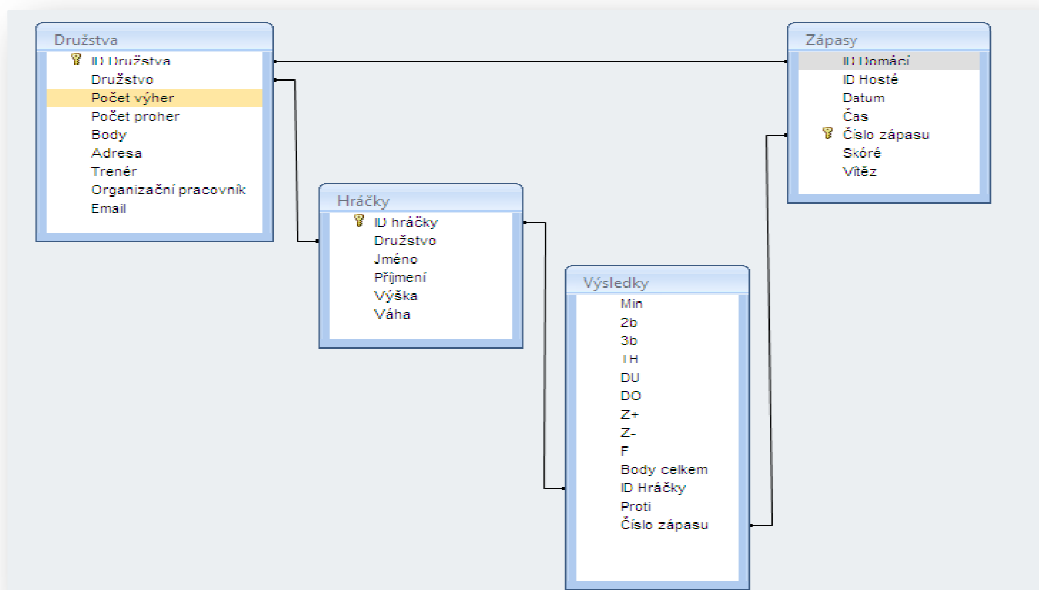 Družstva
ID Družstva
Družstvo
Počet výher
Počet proher
Body
Adresa
Trenér
Organizační pracovník
Email
Hráčky
ID hráčky
Družstvo
Jméno
Příjmení
Výška
Váha
Výsledky
Min
2b
3b
TH
DU
DO
Z+
Z-
F
Body celkem
ID Hráčky
Proti
Číslo zápasu
Zápasy
ID Domácí
ID Hosté
Datum
Čas
Číslo zápasu
Skóré
Vítěz